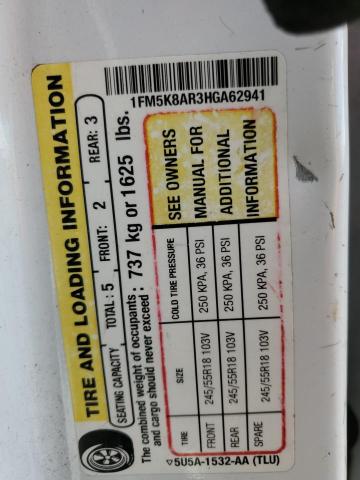 TIRE AND LOADING INFORMATION
SEATING CAPACITY TOTAL: 5 FRONT: 2 REAR: 3
The combined weight of occupants
and cargo should never exceed : 737 kg or 1625 lbs.
TIRE SIZE COLD TIRE PRESSURE
FRONT 245/55R18 103V 250 KPA, 36 PSI
REAR 245/55R18 103V 250 KPA, 36 PSI
SPARE 245/55R18 103V 250 KPA, 36 PSI
SEE OWNERS
MANUAL FOR
ADDITIONAL
INFORMATION
5U5A-1532-AA (TLU)
1FM5K8AR3HGA62941